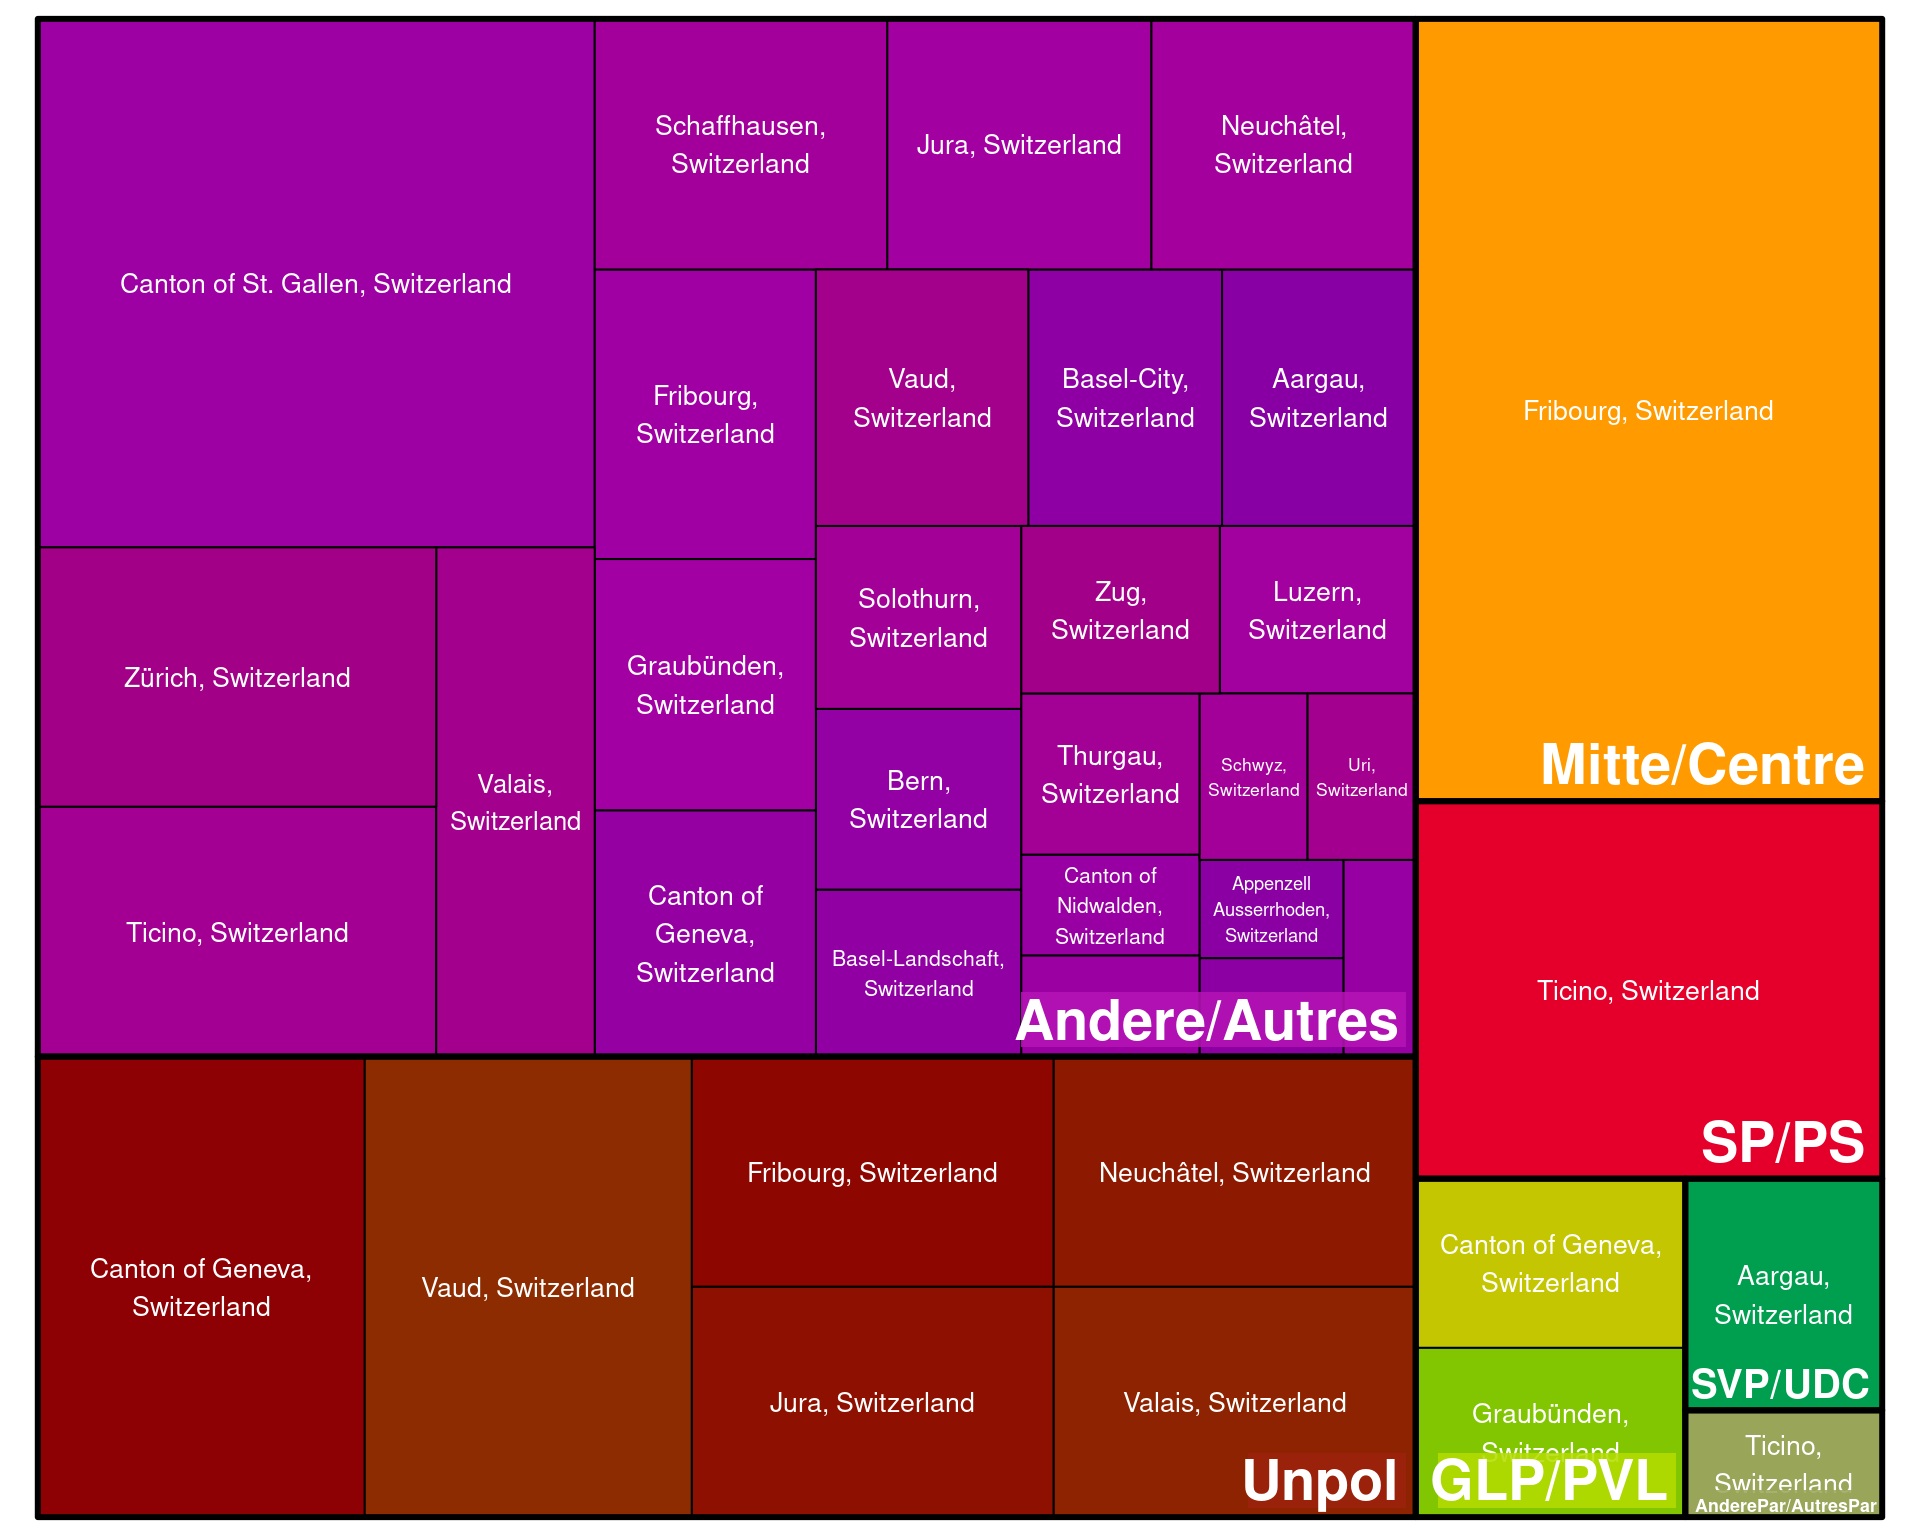 Canton of St. Gallen, Switzerland
Schaffhausen,
Switzerland
Jura, Switzerland
Neuchâtel,
Switzerland
Fribourg,
Switzerland
Vaud,
Switzerland
Basel-City,
Switzerland
Aargau,
Switzerland
Zürich, Switzerland
Ticino, Switzerland
Valais,
Switzerland
Graubünden,
Switzerland
Canton of
Geneva,
Switzerland
Solothurn,
Switzerland
Bern,
Switzerland
Basel-Landschaft,
Switzerland
Zug,
Switzerland
Luzern,
Switzerland
Thurgau,
Switzerland
Schwyz,
Switzerland
Uri,
Switzerland
Canton of
Nidwalden,
Switzerland
Appenzell
Ausserrhoden,
Switzerland
Andere/Autres
Fribourg, Switzerland
Mitte/Centre
Ticino, Switzerland
SP/PS
Canton of Geneva,
Switzerland
Vaud, Switzerland
Fribourg, Switzerland
Neuchâtel, Switzerland
Jura, Switzerland
Valais, Switzerland
Unpol
Canton of Geneva,
Switzerland
Graubünden,
Switzerland
GLP/PVL
Aargau,
Switzerland
SVP/UDC
Ticino,
Switzerland
AnderePar/AutresPar